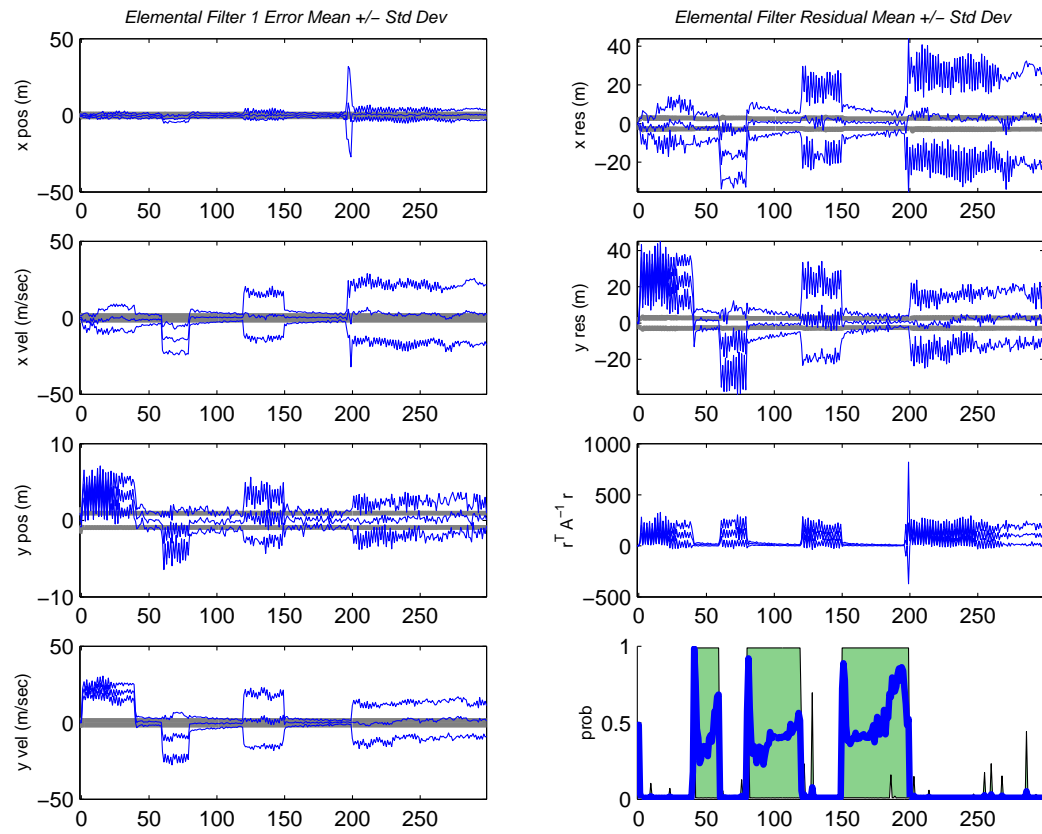 Elemental Filter 1 Error Mean +/− Std Dev
50
0
−50
x pos (m)
0 50 100 150 200 250
50
0
−50
x vel (m/sec)
0 50 100 150 200 250
10
0
−10
y pos (m)
0 50 100 150 200 250
50
0
−50
y vel (m/sec)
0 50 100 150 200 250
Elemental Filter Residual Mean +/− Std Dev
40
20
0
−20
x res (m)
0 50 100 150 200 250
40
20
0
−20
y res (m)
0 50 100 150 200 250
1000
500
0
−500
r^T A^−1 r
0 50 100 150 200 250
1
0.5
0
prob
0 50 100 150 200 250